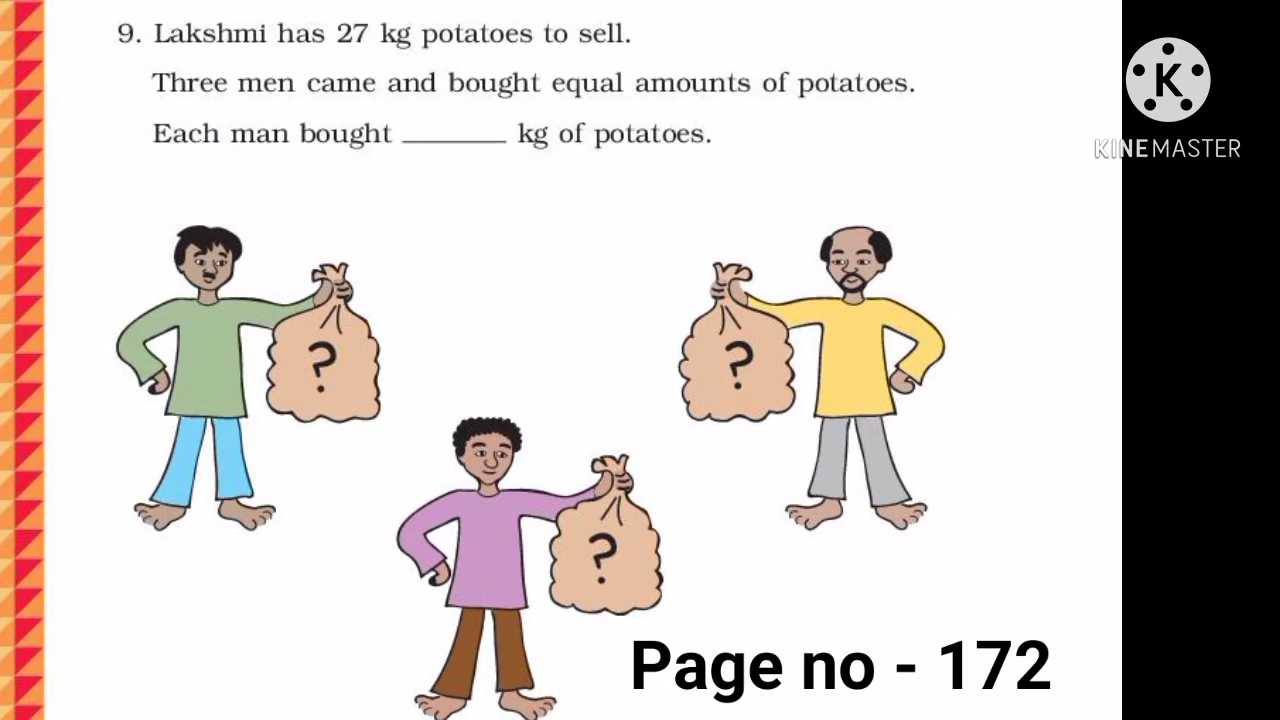 9. Lakshmi has 27 kg potatoes to sell.
Three men came and bought equal amounts of potatoes.
Each man bought ________ kg of potatoes.
K
KINEMASTER
?
?
?
Page no - 172